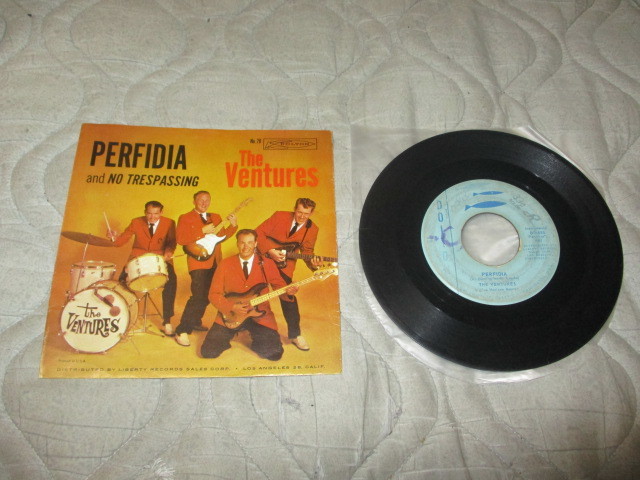 PERFIDIA
and NO TRESPASSING
The
Ventures
the
VENTURES
DISTRIBUTED BY LIBERTY RECORDS SALES CORP. • LOS ANGELES 28, CALIF.
PERFIDIA
THE VENTURES